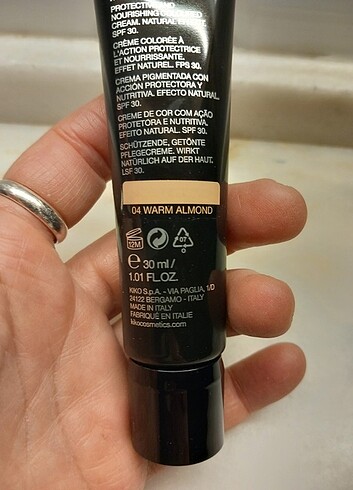 PROTECTIVE AND
NOURISHING COLOURED
CREAM. NATURAL EFFECT.
SPF 30.
CRÈME COLORÉE À
L'ACTION PROTECTRICE
ET NOURRISSANTE.
EFFET NATUREL. FPS 30.
CREMA PIGMENTADA CON
ACCIÓN PROTECTORA Y
NUTRITIVA. EFECTO NATURAL.
SPF 30.
CREME DE COR COM AÇÃO
PROTETORA E NUTRITIVA.
EFEITO NATURAL. SPF 30.
SCHÜTZENDE, GETÖNTE
PFLEGECREME. WIRKT
NATÜRLICH AUF DER HAUT.
LSF 30.
04 WARM ALMOND
12M
07
e 30 ml /
1.01 FL.OZ.
KIKO S.p.A. - VIA PAGLIA, 1/D
24122 BERGAMO - ITALY
MADE IN ITALY
FABRIQUÉ EN ITALIE
kikocosmetics.com